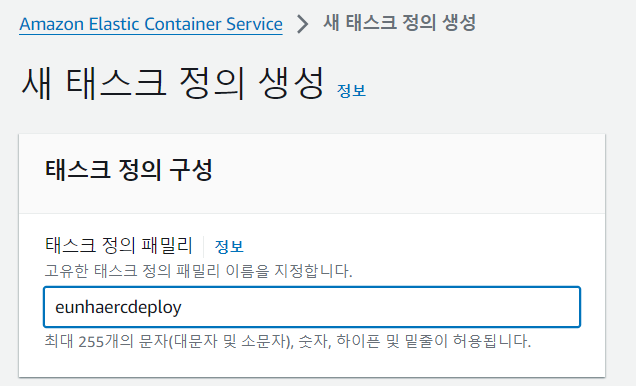 Amazon Elastic Container Service > 새 태스크 정의 생성
새 태스크 정의 생성 정보
태스크 정의 구성
태스크 정의 패밀리 정보
고유한 태스크 정의 패밀리 이름을 지정합니다.
eunhaercdeploy
최대 255개의 문자(대문자 및 소문자), 숫자, 하이픈 및 밑줄이 허용됩니다.